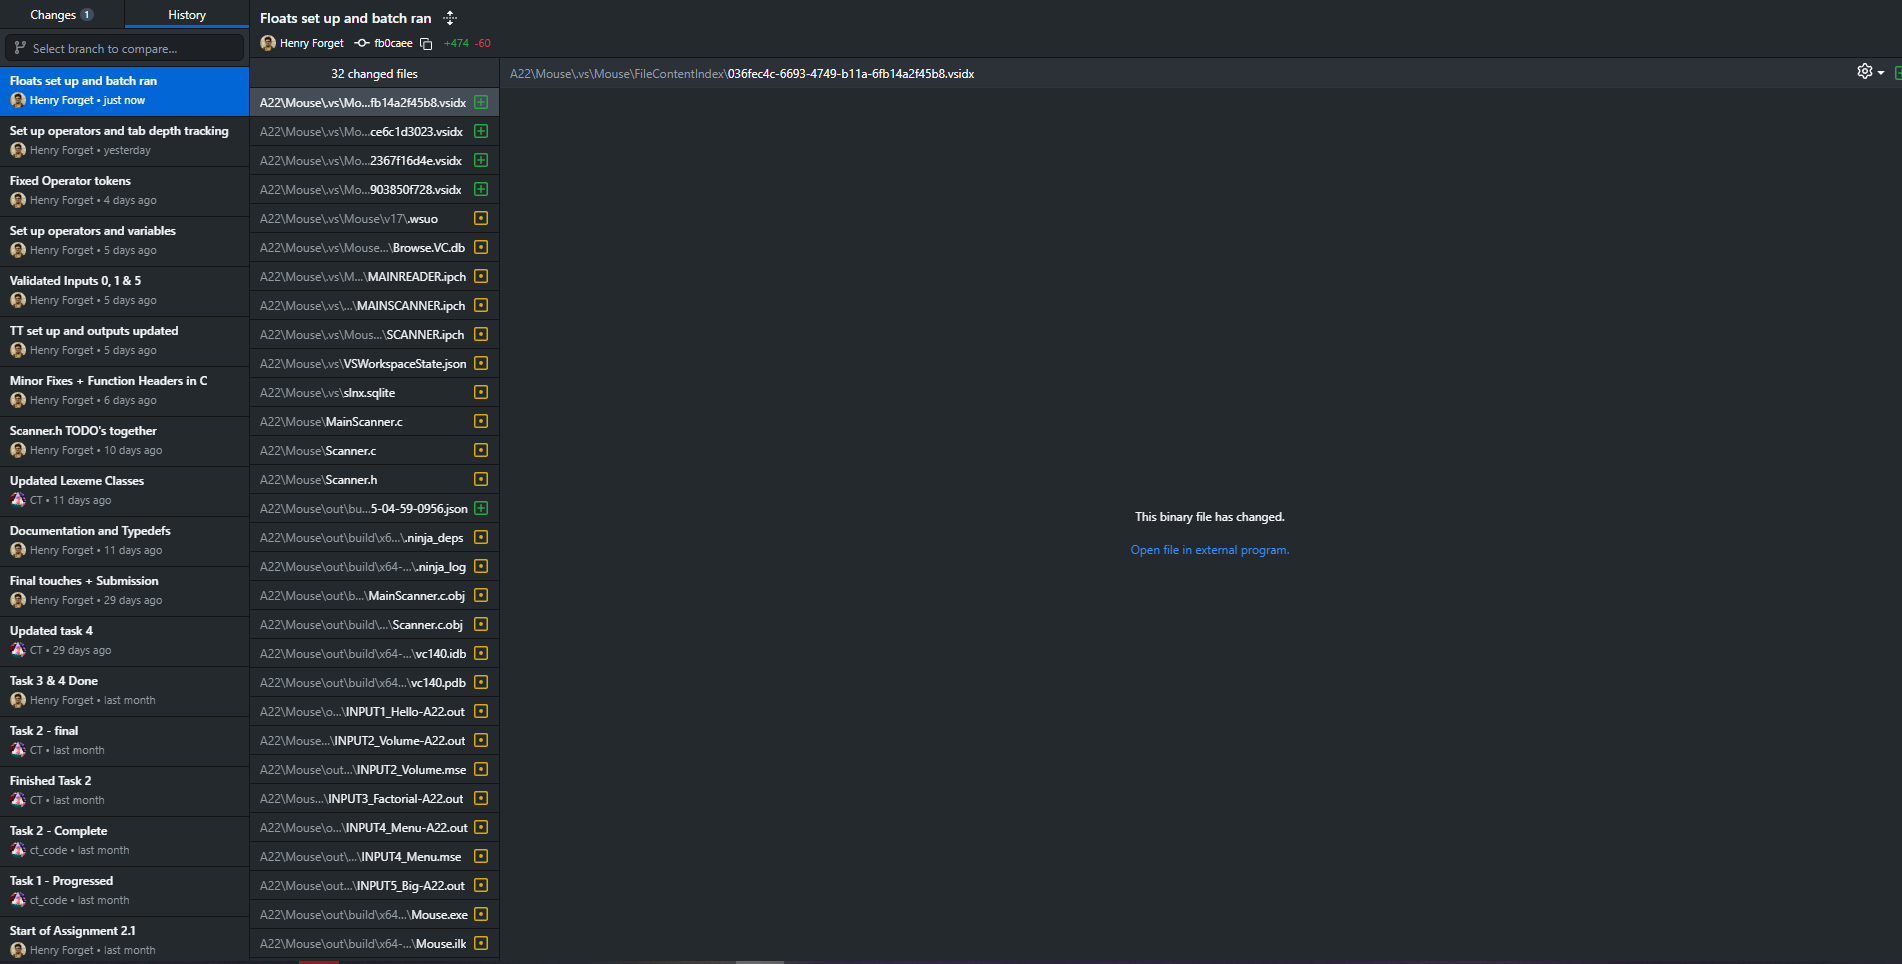 Changes 1
History
Select branch to compare...
Floats set up and batch ran
Henry Forget • just now
Set up operators and tab depth tracking
Henry Forget • yesterday
Fixed Operator tokens
Henry Forget • 4 days ago
Set up operators and variables
Henry Forget • 5 days ago
Validated Inputs 0, 1 & 5
Henry Forget • 5 days ago
TT set up and outputs updated
Henry Forget • 5 days ago
Minor Fixes + Function Headers in C
Henry Forget • 6 days ago
Scanner.h TODO's together
Henry Forget • 10 days ago
Updated Lexeme Classes
CT • 11 days ago
Documentation and Typedefs
Henry Forget • 11 days ago
Final touches + Submission
Henry Forget • 29 days ago
Updated task 4
CT • 29 days ago
Task 3 & 4 Done
Henry Forget • last month
Task 2 - final
CT • last month
Finished Task 2
CT • last month
Task 2 - Complete
ct_code • last month
Task 1 - Progressed
ct_code • last month
Start of Assignment 2.1
Henry Forget • last month
Floats set up and batch ran
Henry Forget fb0caee +474 -60
32 changed files
A22\Mouse\.vs\Mo...fb14a2f45b8.vsidx
A22\Mouse\.vs\Mo...ce6c1d3023.vsidx
A22\Mouse\.vs\Mo...2367f16d4e.vsidx
A22\Mouse\.vs\Mo...903850f728.vsidx
A22\Mouse\.vs\Mouse\v17\.wsuo
A22\Mouse\.vs\Mouse...\Browse.VC.db
A22\Mouse\.vs\M...\MAINREADER.ipch
A22\Mouse\.vs\...\MAINSCANNER.ipch
A22\Mouse\.vs\Mous...\SCANNER.ipch
A22\Mouse\.vs\VSWorkspaceState.json
A22\Mouse\.vs\slnx.sqlite
A22\Mouse\MainScanner.c
A22\Mouse\Scanner.c
A22\Mouse\Scanner.h
A22\Mouse\out\bu...5-04-59-0956.json
A22\Mouse\out\build\x6...\.ninja_deps
A22\Mouse\out\build\x64-...\.ninja_log
A22\Mouse\out\b...\MainScanner.c.obj
A22\Mouse\out\build\...\Scanner.c.obj
A22\Mouse\out\build\x64-...\vc140.idb
A22\Mouse\out\build\x64...\vc140.pdb
A22\Mouse\o...\INPUT1_Hello-A22.out
A22\Mouse...\INPUT2_Volume-A22.out
A22\Mouse\out...\INPUT2_Volume.mse
A22\Mous...\INPUT3_Factorial-A22.out
A22\Mouse\o...\INPUT4_Menu-A22.out
A22\Mouse\out\...\INPUT4_Menu.mse
A22\Mouse\out...\INPUT5_Big-A22.out
A22\Mouse\out\build\x64...\Mouse.exe
A22\Mouse\out\build\x64-...\Mouse.ilk
A22\Mouse\.vs\Mouse\FileContentIndex\036fec4c-6693-4749-b11a-6fb14a2f45b8.vsidx
This binary file has changed.
Open file in external program.